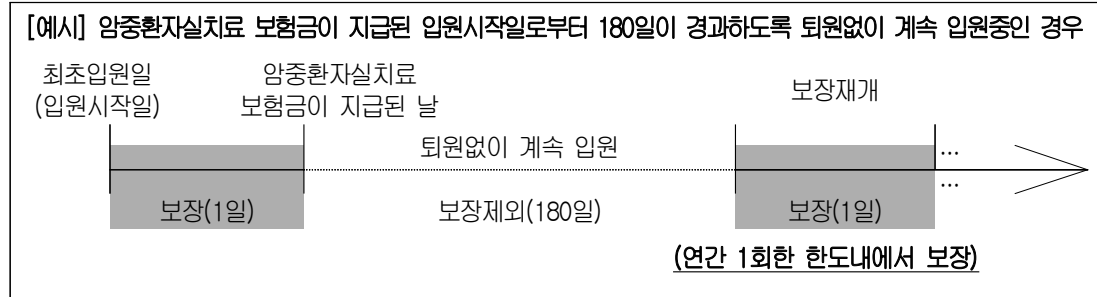 [예시] 암중환자실치료 보험금이 지급된 입원시작일로부터 180일이 경과하도록 퇴원없이 계속 입원중인 경우
최초입원일
(입원시작일)
암중환자실치료
보험금이 지급된 날
보장재개
퇴원없이 계속 입원
...
...
보장(1일)
보장제외(180일)
보장(1일)
(연간 1회한 한도내에서 보장)